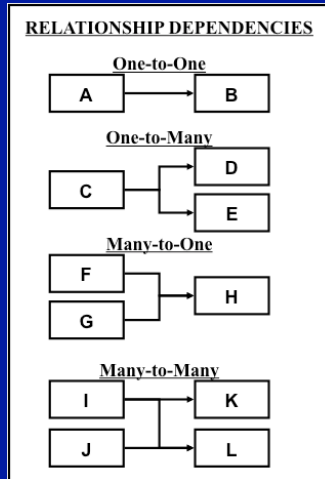 RELATIONSHIP DEPENDENCIES
One-to-One
A B
One-to-Many
D
C
E
Many-to-One
F
H
G
Many-to-Many
I K
J L